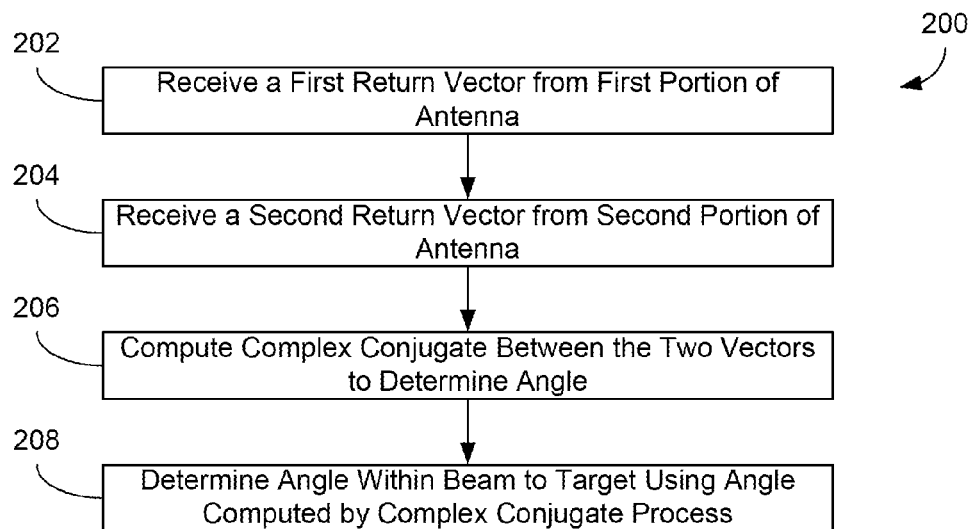 200
202
Receive a First Return Vector from First Portion of
Antenna
204
Receive a Second Return Vector from Second Portion of
Antenna
206
Compute Complex Conjugate Between the Two Vectors
to Determine Angle
208
Determine Angle Within Beam to Target Using Angle
Computed by Complex Conjugate Process